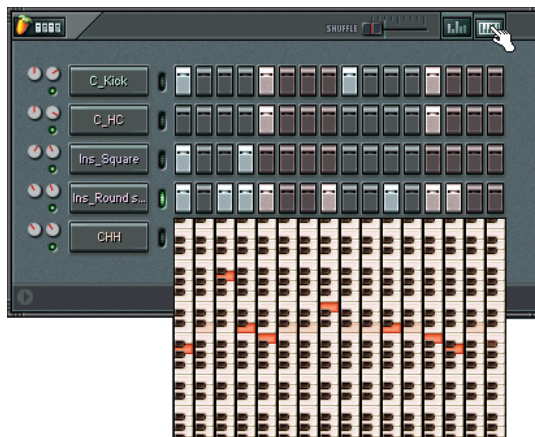 SHUFFLE
C_Kick
C_HC
Ins_Square
Ins_Round s...
CHH